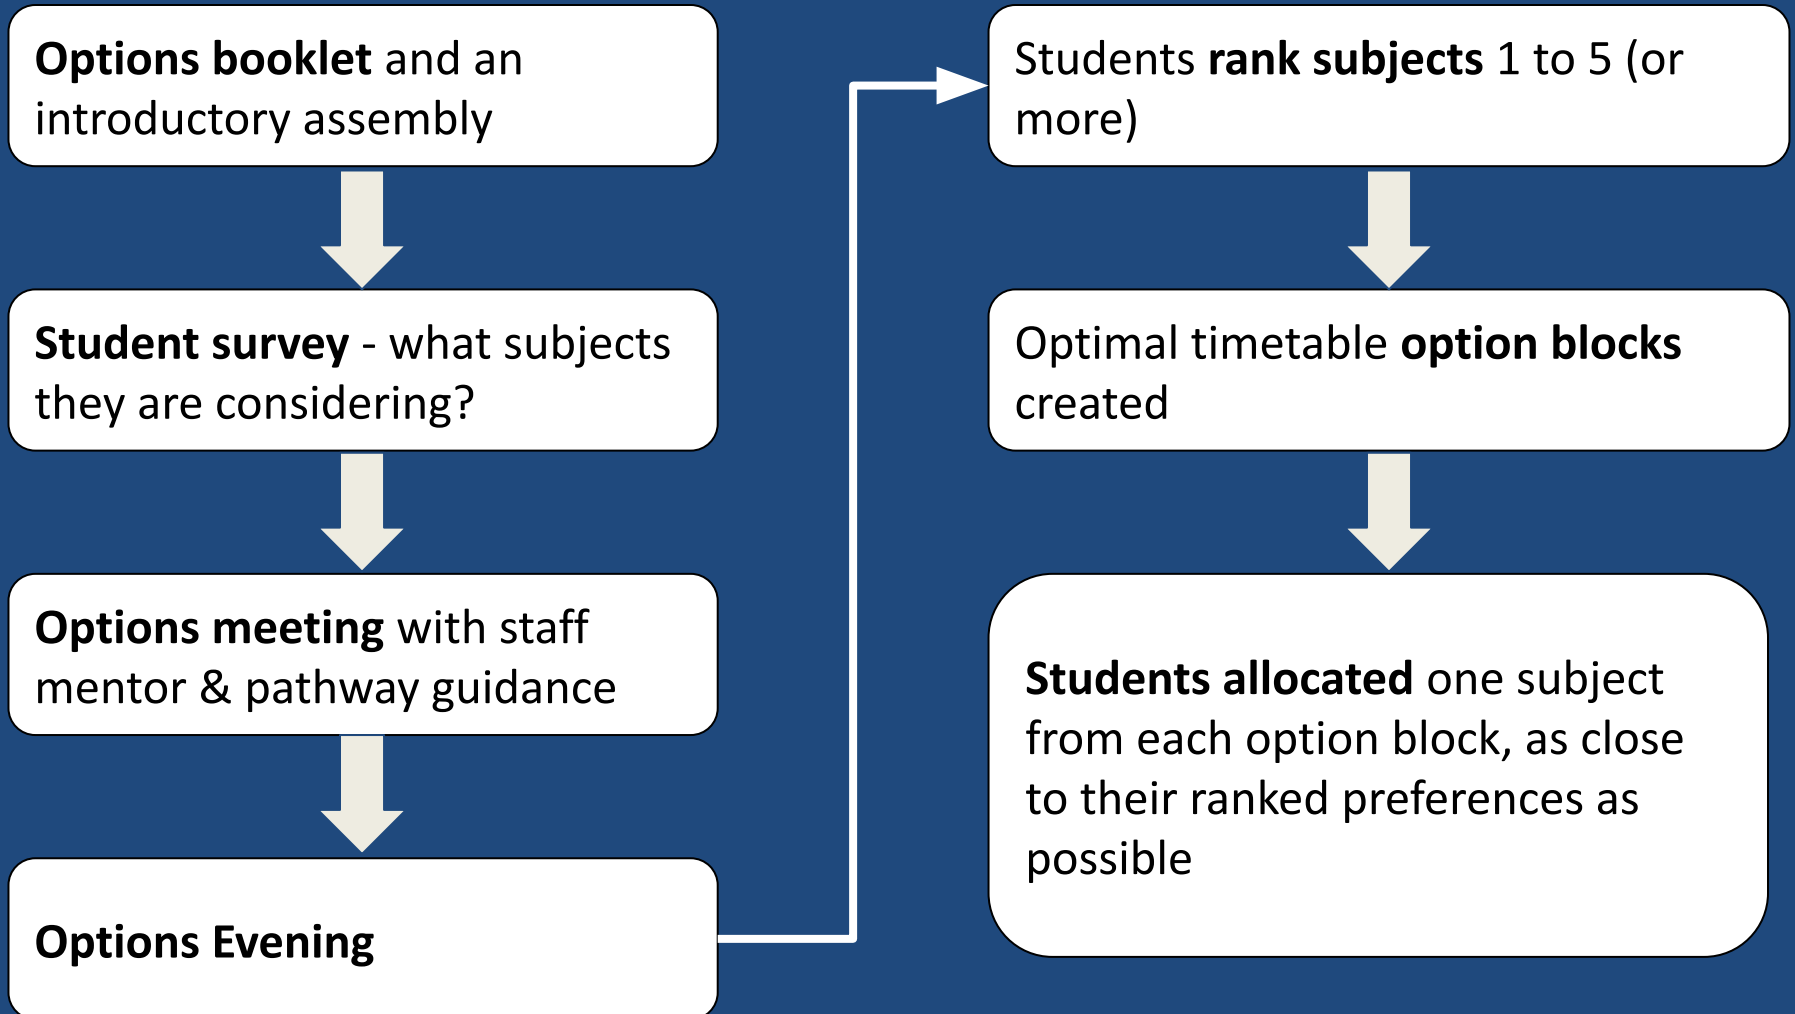 Options booklet and an
introductory assembly
Student survey - what subjects
they are considering?
Options meeting with staff
mentor & pathway guidance
Options Evening
Students rank subjects 1 to 5 (or
more)
Optimal timetable option blocks
created
Students allocated one subject
from each option block, as close
to their ranked preferences as
possible